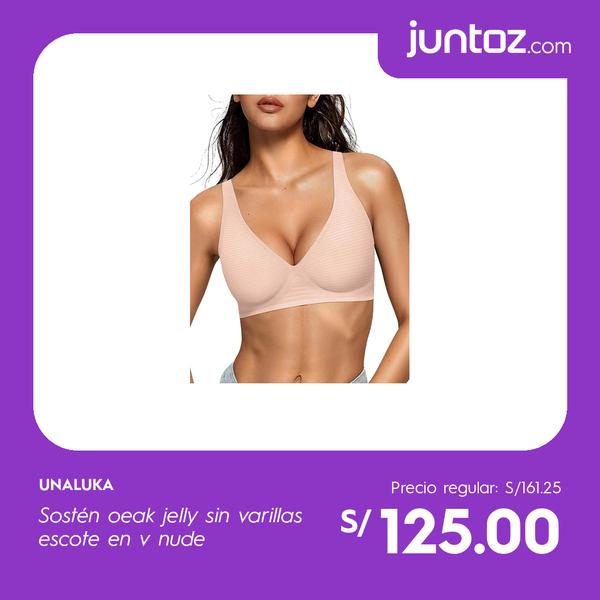 juntoz.com
UNALUKA
Sostén oeak jelly sin varillas
escote en v nude
Precio regular: S/161.25
S/125.00